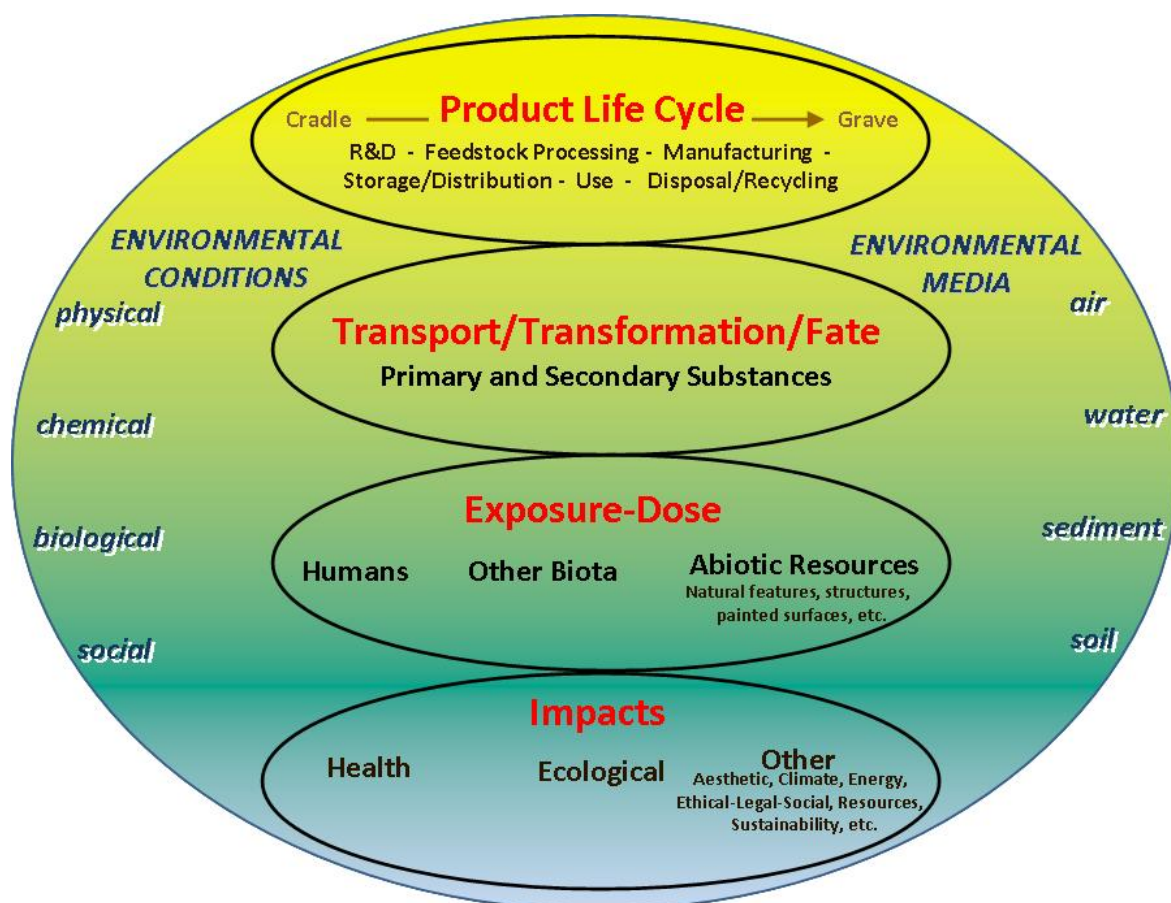 Cradle Product Life Cycle Grave
R&D - Feedstock Processing - Manufacturing -
Storage/Distribution - Use - Disposal/Recycling
ENVIRONMENTAL
CONDITIONS
physical
chemical
biological
social
ENVIRONMENTAL
MEDIA
air
water
sediment
soil
Transport/Transformation/Fate
Primary and Secondary Substances
Exposure-Dose
Humans
Other Biota
Abiotic Resources
Natural features, structures,
painted surfaces, etc.
Impacts
Health
Ecological
Other
Aesthetic, Climate, Energy,
Ethical-Legal-Social, Resources,
Sustainability, etc.